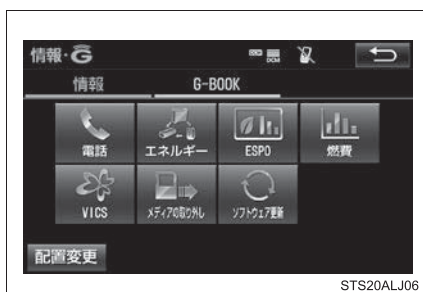 情報・G
DCM
情報 G-BOOK
電話 エネルギー ESPO 燃費
VICS メディアの取り外し ソフトウェア更新
配置変更
STS20ALJ06